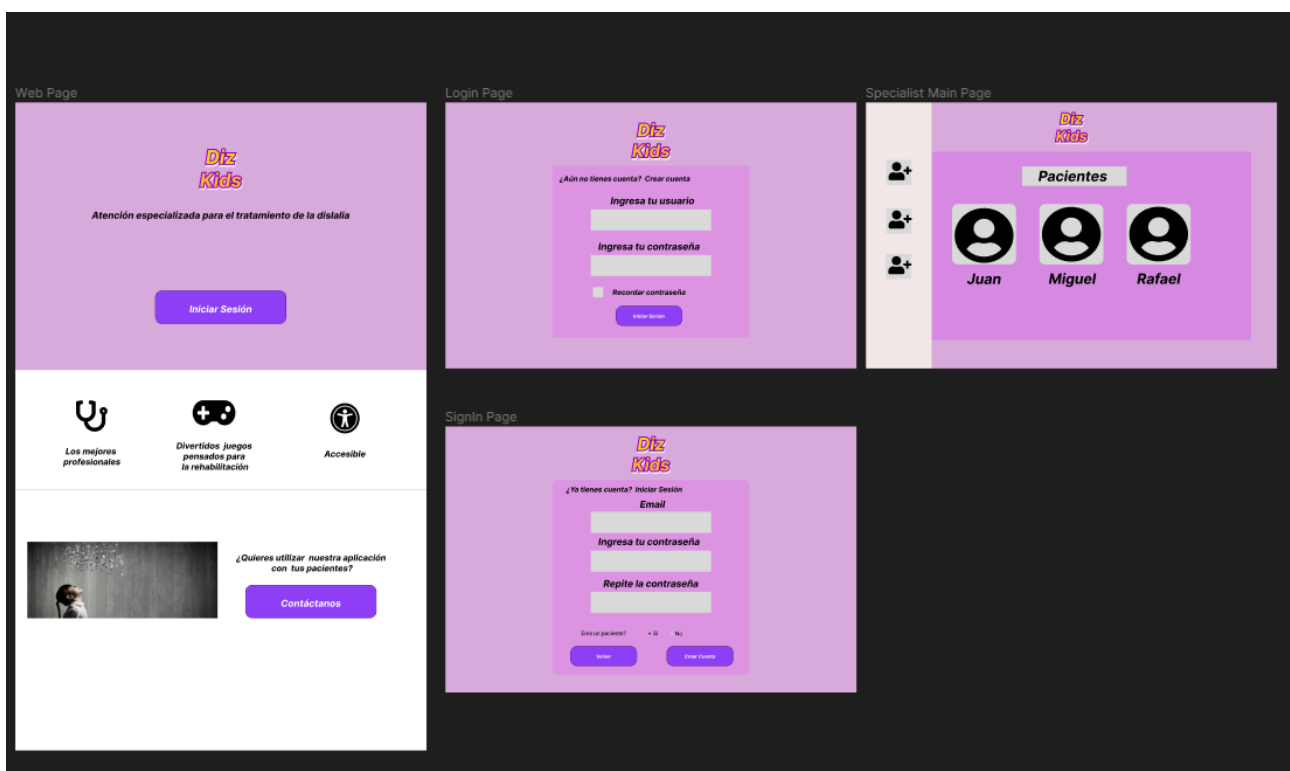 Web Page
Diz
Kids
Atención especializada para el tratamiento de la dislalia
Iniciar Sesión
Los mejores
profesionales
Divertidos juegos
pensados para
la rehabilitación
Accesible
¿Quieres utilizar nuestra aplicación
con tus pacientes?
Contáctanos
Login Page
Diz
Kids
¿Aún no tienes cuenta? Crear cuenta
Ingresa tu usuario
Ingresa tu contraseña
Recordar contraseña
Iniciar Sesión
SignIn Page
Diz
Kids
¿Ya tienes cuenta? Iniciar Sesión
Email
Ingresa tu contraseña
Repite la contraseña
Eres un paciente? Si No
Volver Crear Cuenta
Specialist Main Page
Diz
Kids
Pacientes
Juan Miguel Rafael